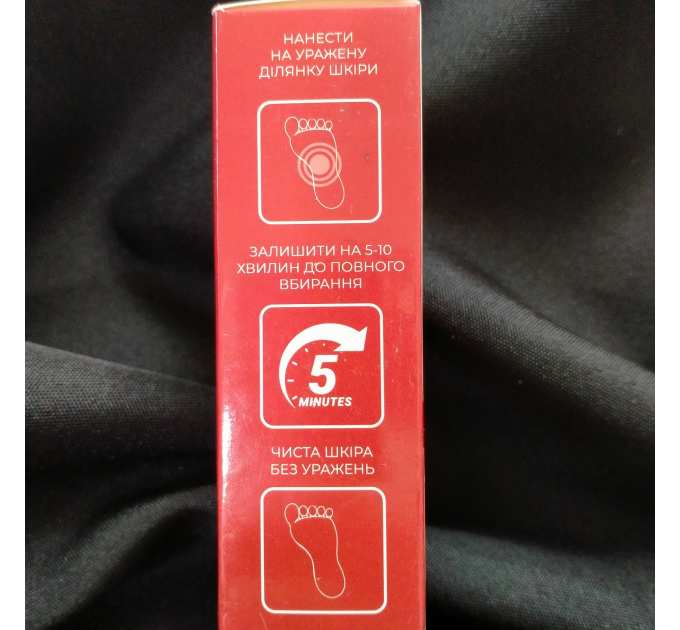 НАНЕСТИ
НА УРАЖЕНУ
ДІЛЯНКУ ШКІРИ
ЗАЛИШИТИ НА 5-10
ХВИЛИН ДО ПОВНОГО
ВБИРАННЯ
5
MINUTES
ЧИСТА ШКІРА
БЕЗ УРАЖЕНЬ